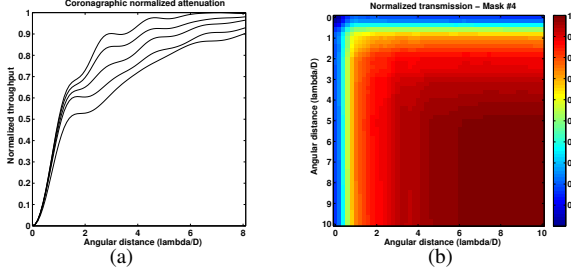 Coronagraphic normalized attenuation
1
0.9
0.8
0.7
0.6
0.5
0.4
0.3
0.2
0.1
0
Normalized throughput
0 2 4 6 8
Angular distance (lambda/D)
(a)
Normalized transmission − Mask #4
0
1
2
3
4
5
6
7
8
9
10
Angular distance (lambda/D)
0 2 4 6 8 10
Angular distance (lambda/D)
(b)